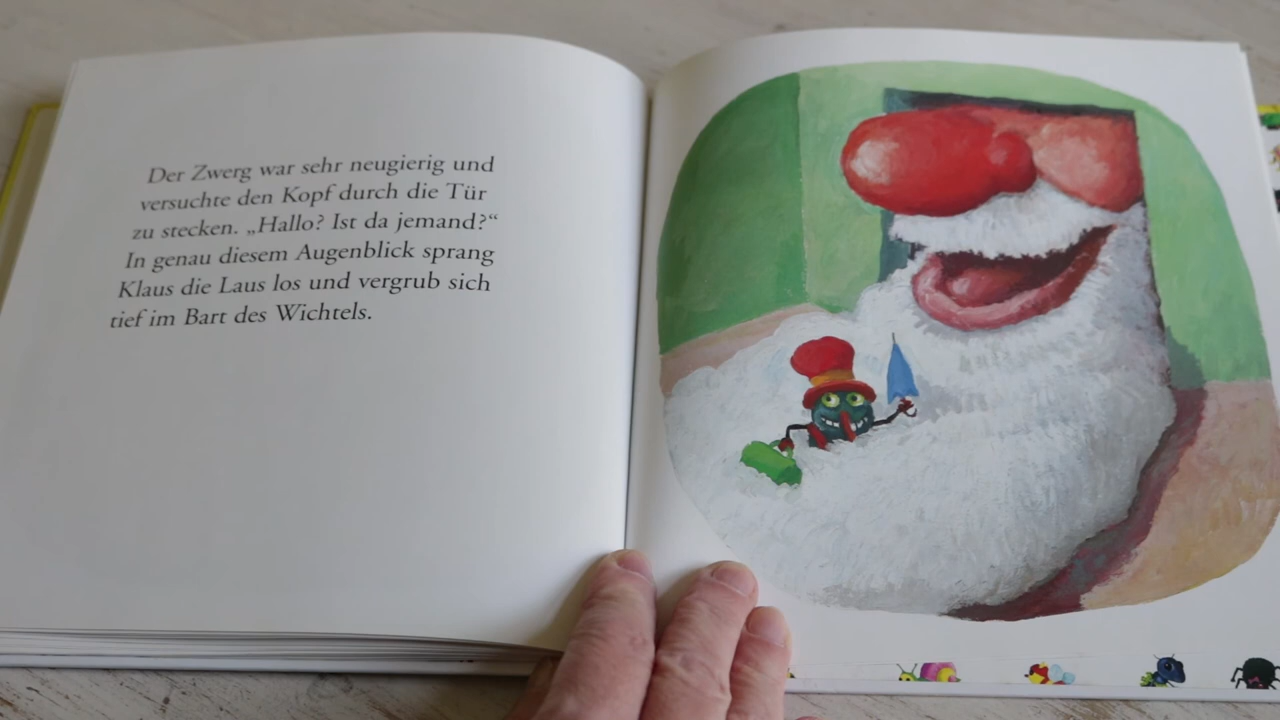 Der Zwerg war sehr neugierig und
versuchte den Kopf durch die Tür
zu stecken. „Hallo? Ist da jemand?“
In genau diesem Augenblick sprang
Klaus die Laus los und vergrub sich
tief im Bart des Wichtels.